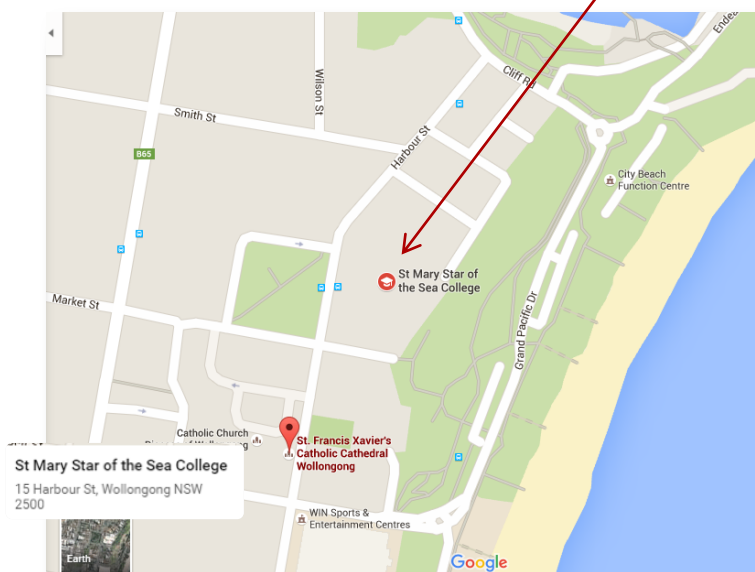 Endea
Cliff Rd
Wilson St
Smith St
Harbour St
B65
City Beach
Function Centre
St Mary Star of
the Sea College
Market St
Grand Pacific Dr
Catholic Church
St. Francis Xavier's
Catholic Cathedral
Wollongong
St Mary Star of the Sea College
15 Harbour St, Wollongong NSW
2500
WIN Sports &
Entertainment Centres
Earth
Google